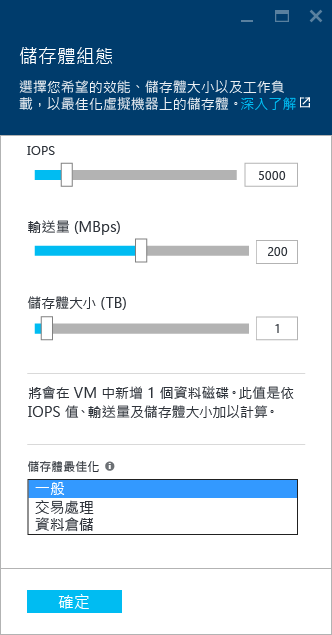 儲存體組態
選擇您希望的效能、儲存體大小以及工作負
載，以最佳化虛擬機器上的儲存體。深入了解
IOPS
5000
輸送量 (MBps)
200
儲存體大小 (TB)
1
將會在 VM 中新增 1 個資料磁碟。此值是依
IOPS 值、輸送量及儲存體大小加以計算。
儲存體最佳化
一般
交易處理
資料倉儲
確定